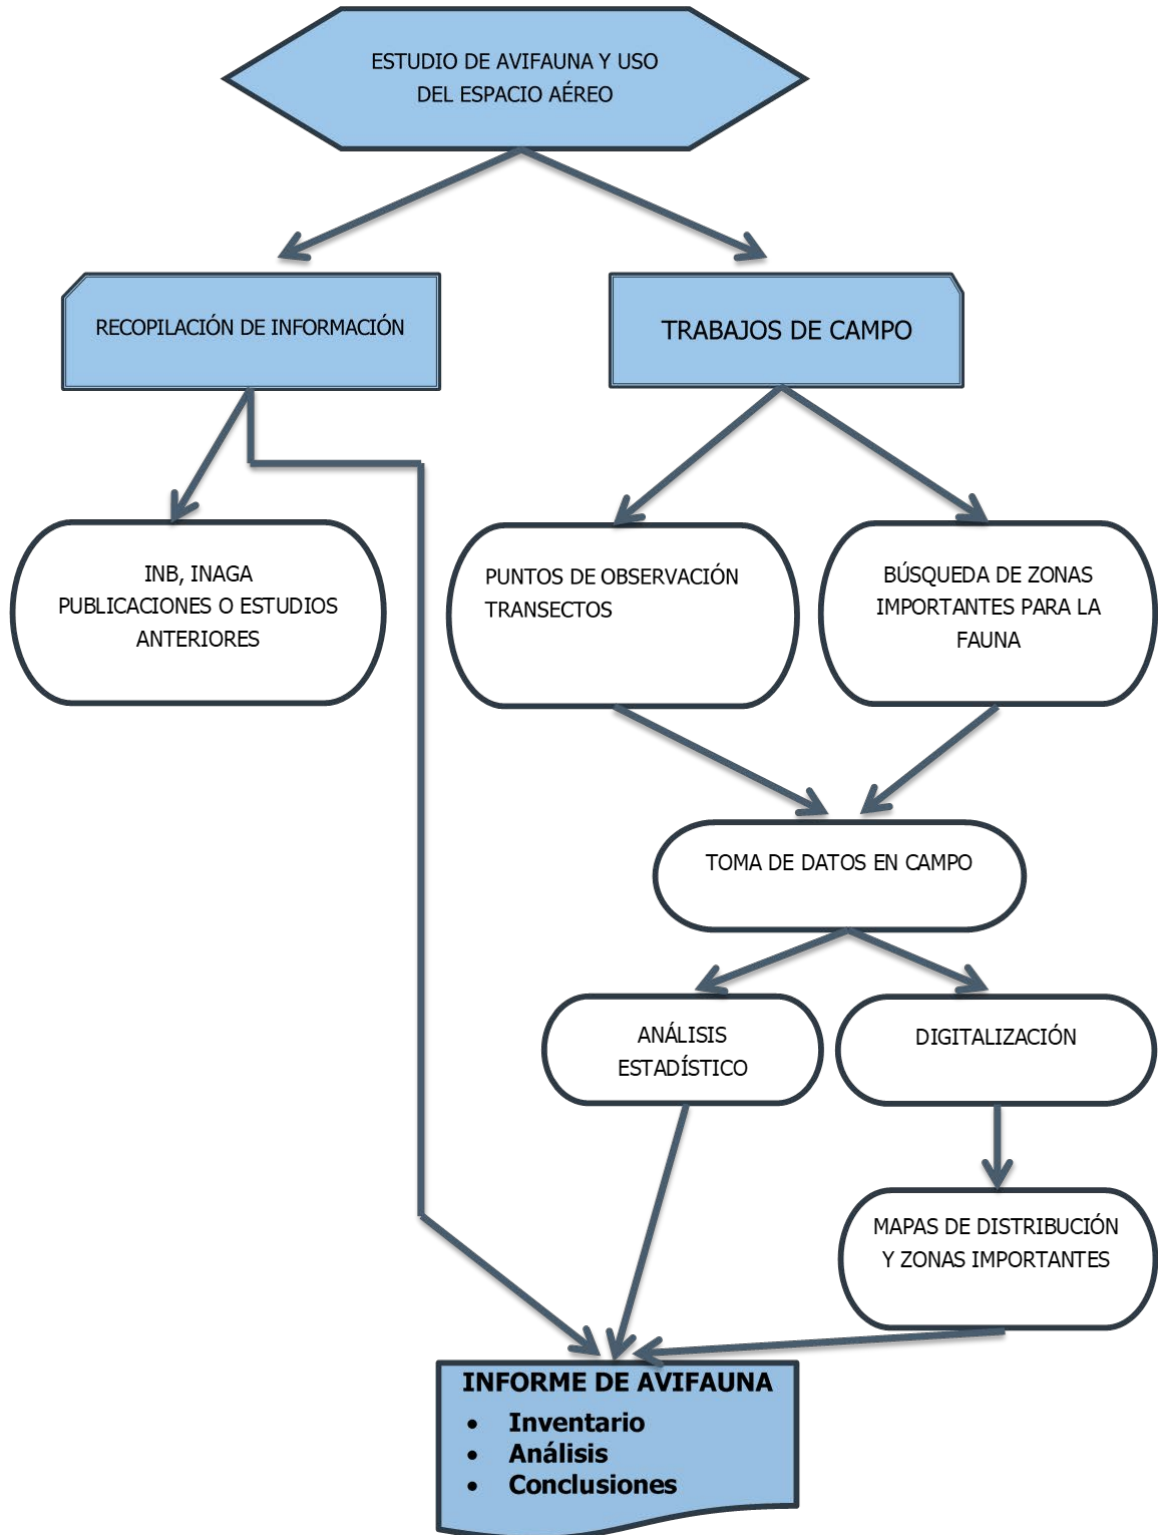 ESTUDIO DE AVIFAUNA Y USO
DEL ESPACIO AÉREO
RECOPILACIÓN DE INFORMACIÓN
TRABAJOS DE CAMPO
INB, INAGA
PUBLICACIONES O ESTUDIOS
ANTERIORES
PUNTOS DE OBSERVACIÓN
TRANSECTOS
BÚSQUEDA DE ZONAS
IMPORTANTES PARA LA
FAUNA
TOMA DE DATOS EN CAMPO
ANÁLISIS
ESTADÍSTICO
DIGITALIZACIÓN
MAPAS DE DISTRIBUCIÓN
Y ZONAS IMPORTANTES
INFORME DE AVIFAUNA
• Inventario
• Análisis
• Conclusiones